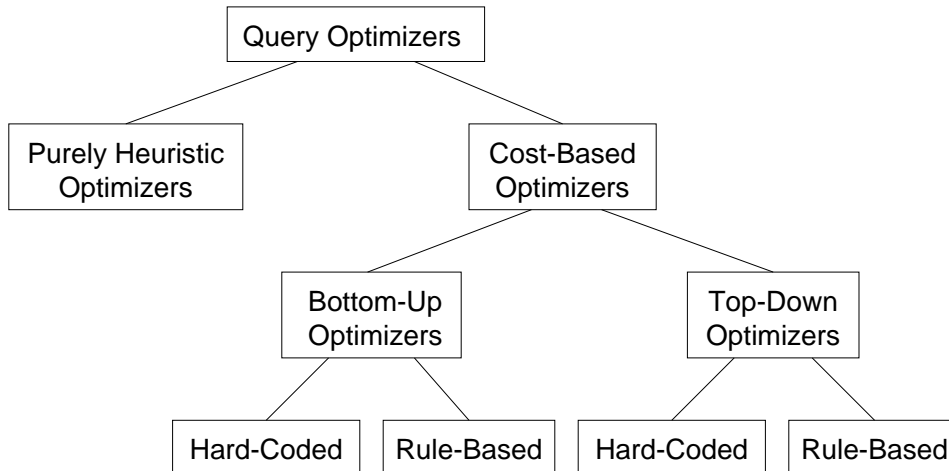 Query Optimizers
Purely Heuristic
Optimizers
Cost-Based
Optimizers
Bottom-Up
Optimizers
Top-Down
Optimizers
Hard-Coded
Rule-Based
Hard-Coded
Rule-Based